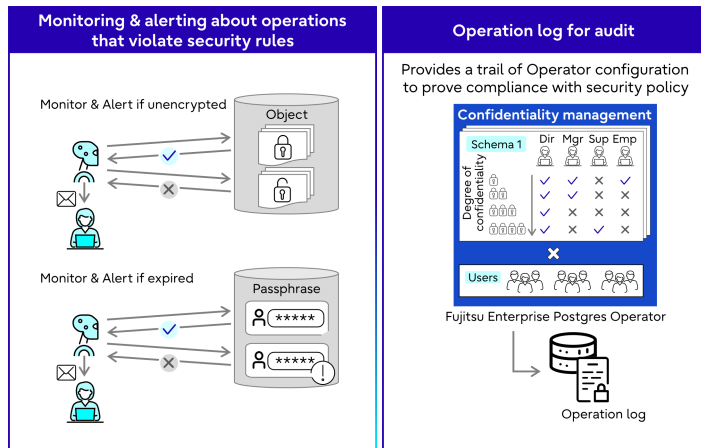 Monitoring & alerting about operations
that violate security rules
Monitor & Alert if unencrypted
Object
Monitor & Alert if expired
Passphrase
*****
*****
!
Operation log for audit
Provides a trail of Operator configuration
to prove compliance with security policy
Confidentiality management
Schema 1
Dir Mgr Sup Emp
Degree of
confidentiality
Users
Fujitsu Enterprise Postgres Operator
Operation log